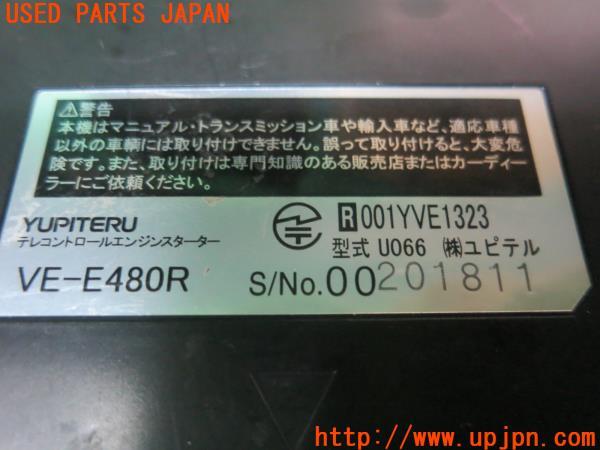 USED PARTS JAPAN
⚠警告
本機はマニュアル・トランスミッション車や輸入車など、適応車種
以外の車輌には取り付けできません。誤って取り付けると、大変危
険です。また、取り付けは専門知識のある販売店またはカーディー
ラーにご依頼ください。
YUPITERU
テレコントロールエンジンスターター
VE-E480R
R 001YVE1323
型式 U066 ㈱ユピテル
S/No.00201811
http://www.upjpn.com/